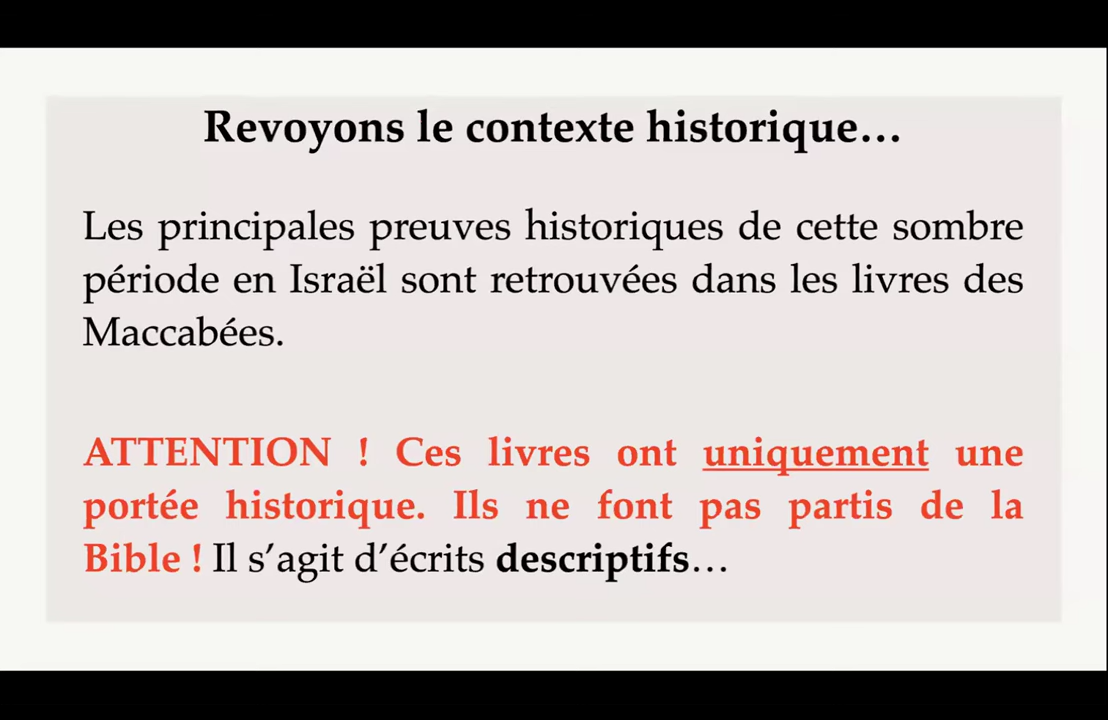 Revoyons le contexte historique…
Les principales preuves historiques de cette sombre
période en Israël sont retrouvées dans les livres des
Maccabées.
ATTENTION ! Ces livres ont uniquement une
portée historique. Ils ne font pas partis de la
Bible ! Il s’agit d’écrits descriptifs…